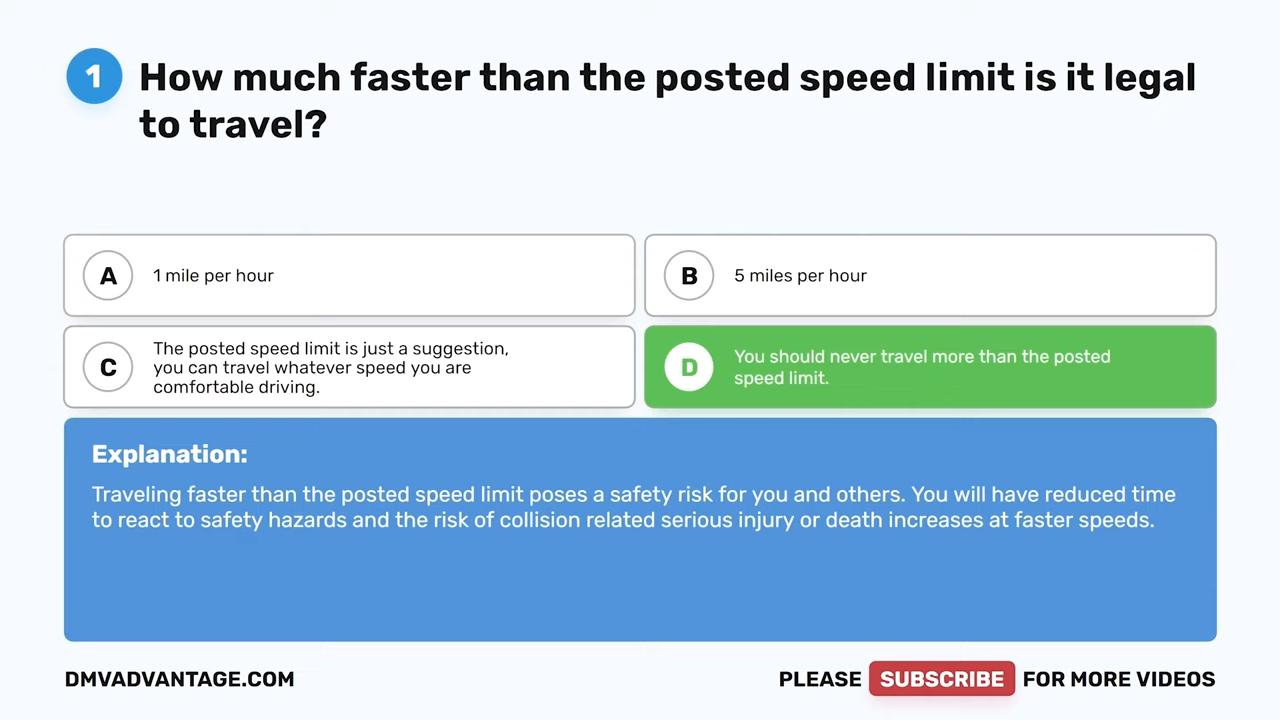 1
How much faster than the posted speed limit is it legal
to travel?
A
1 mile per hour
B
5 miles per hour
C
The posted speed limit is just a suggestion,
you can travel whatever speed you are
comfortable driving.
D
You should never travel more than the posted
speed limit.
Explanation:
Traveling faster than the posted speed limit poses a safety risk for you and others. You will have reduced time
to react to safety hazards and the risk of collision related serious injury or death increases at faster speeds.
DMVADVANTAGE.COM
PLEASE SUBSCRIBE FOR MORE VIDEOS